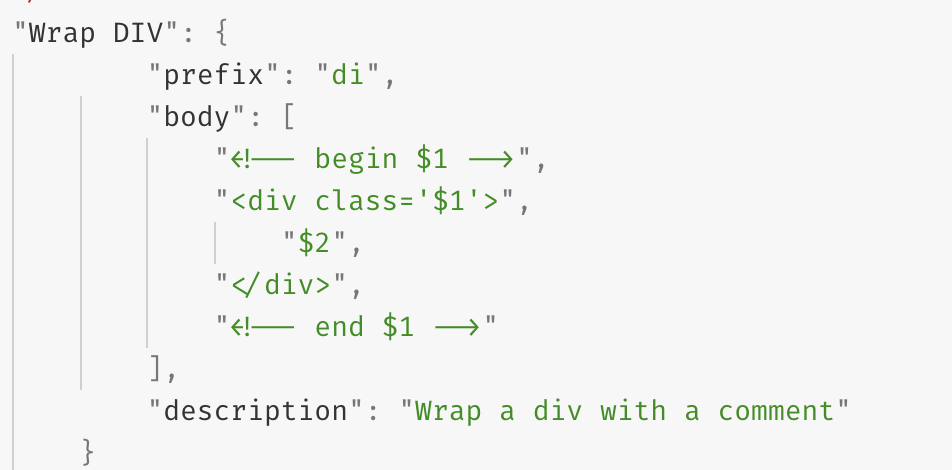 "Wrap DIV": {
"prefix": "di",
"body": [
"<!-- begin $1 -->",
"<div class='$1'>",
"$2",
"</div>",
"<!-- end $1 -->"
],
"description": "Wrap a div with a comment"
}